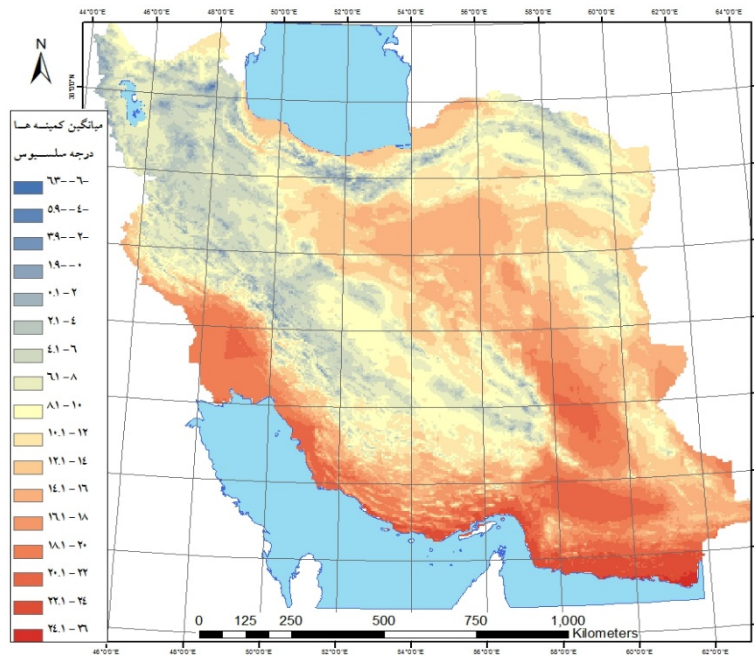 44°0'0"E 46°0'0"E 48°0'0"E 50°0'0"E 52°0'0"E 54°0'0"E 56°0'0"E 58°0'0"E 60°0'0"E 62°0'0"E 64°0'0"E
N
میانگین کمینه هـا
درجه سلسـیوس
۶.۳ - -۶-
۵.۹ - -۴-
۳.۹ - -۲-
۱.۹ - -۰
۰.۱ - ۲
۲.۱ - ۴
۴.۱ - ۶
۶.۱ - ۸
۸.۱ - ۱۰
۱۰.۱ - ۱۲
۱۲.۱ - ۱۴
۱۴.۱ - ۱۶
۱۶.۱ - ۱۸
۱۸.۱ - ۲۰
۲۰.۱ - ۲۲
۲۲.۱ - ۲۴
۲۴.۱ - ۲۶
0 125 250 500 750 1,000
Kilometers
46°0'0"E 48°0'0"E 50°0'0"E 52°0'0"E 54°0'0"E 56°0'0"E 58°0'0"E 60°0'0"E 62°0'0"E